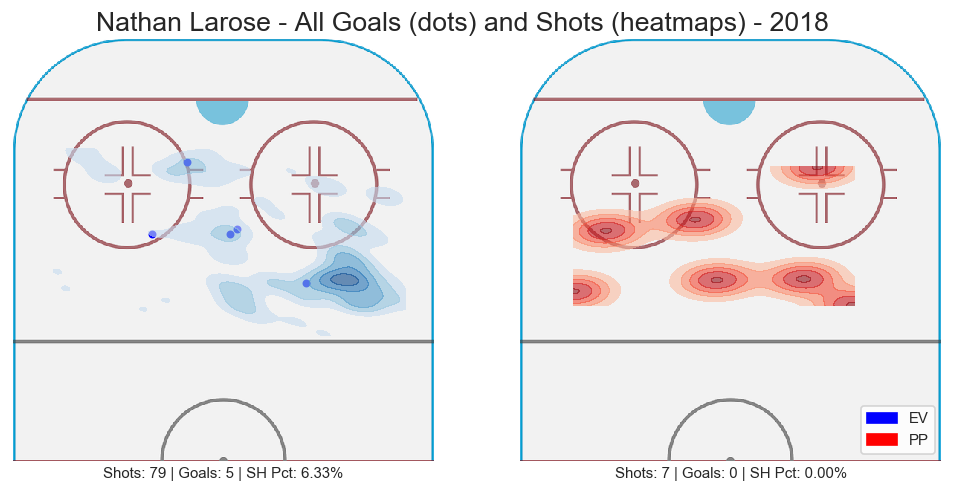 Nathan Larose - All Goals (dots) and Shots (heatmaps) - 2018
EV
PP
Shots: 79 | Goals: 5 | SH Pct: 6.33%
Shots: 7 | Goals: 0 | SH Pct: 0.00%